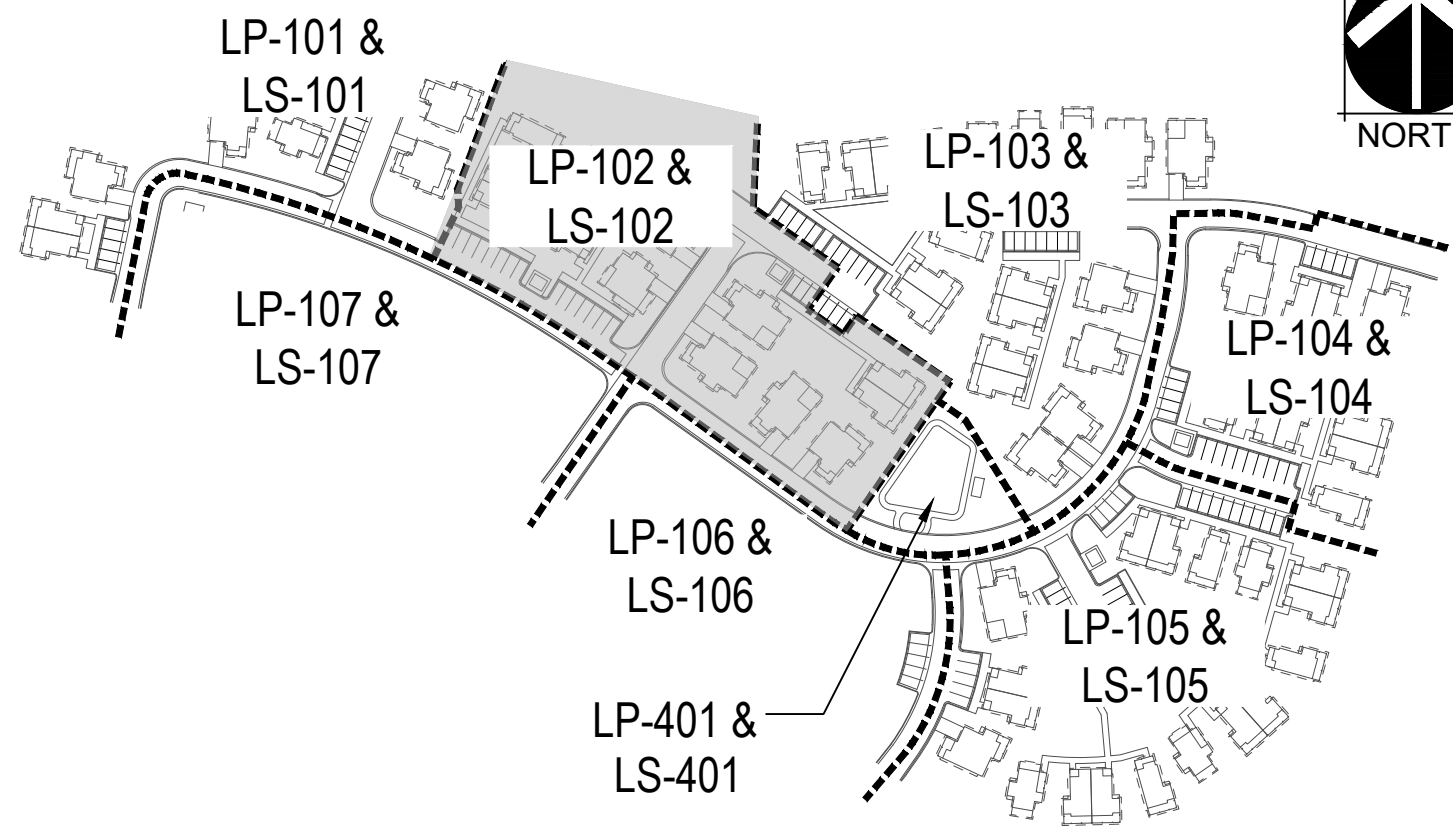 LP-101 &
LS-101
NORT
LP-102 &
LS-102
LP-103 &
LS-103
LP-107 &
LS-107
LP-104 &
LS-104
LP-106 &
LS-106
LP-105 &
LS-105
LP-401 &
LS-401